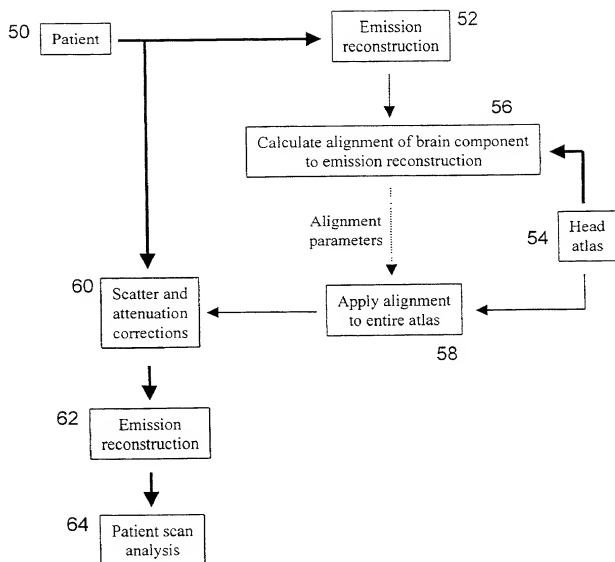 50
Patient
52
Emission
reconstruction
56
Calculate alignment of brain component
to emission reconstruction
Alignment
parameters
54
Head
atlas
60
Scatter and
attenuation
corrections
Apply alignment
to entire atlas
58
62
Emission
reconstruction
64
Patient scan
analysis